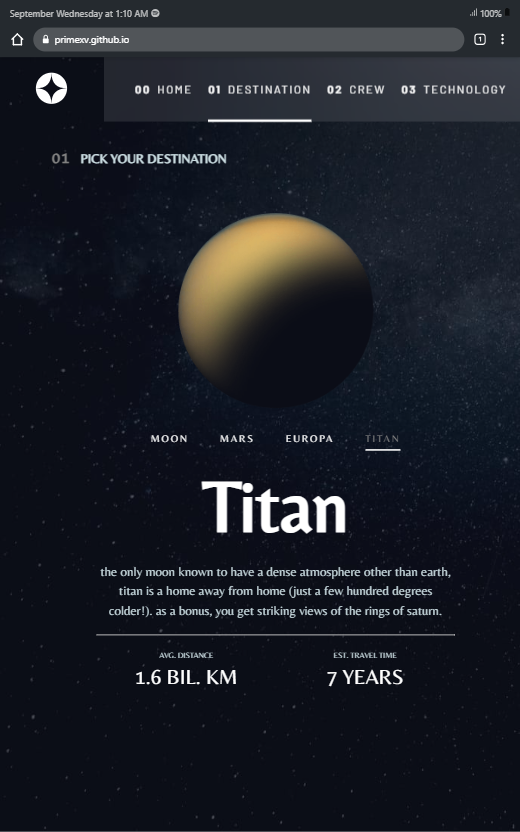 September Wednesday at 1:10 AM
100%
primexv.github.io
1
00 HOME 01 DESTINATION 02 CREW 03 TECHNOLOGY
01 PICK YOUR DESTINATION
MOON MARS EUROPA TITAN
Titan
the only moon known to have a dense atmosphere other than earth,
titan is a home away from home (just a few hundred degrees
colder!). as a bonus, you get striking views of the rings of saturn.
AVG. DISTANCE EST. TRAVEL TIME
1.6 BIL. KM 7 YEARS